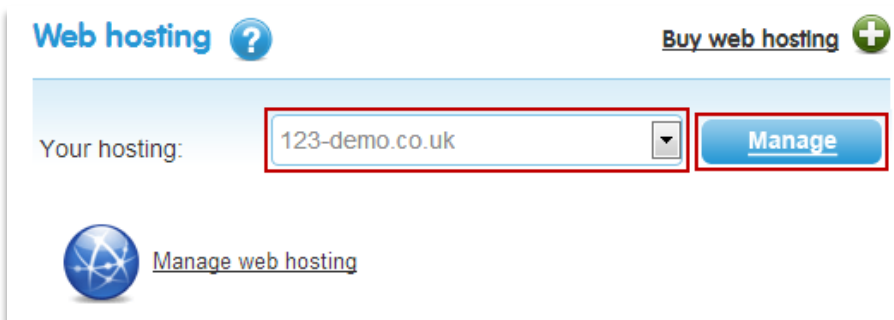 Web hosting ?
Buy web hosting
Your hosting:
123-demo.co.uk
Manage
Manage web hosting